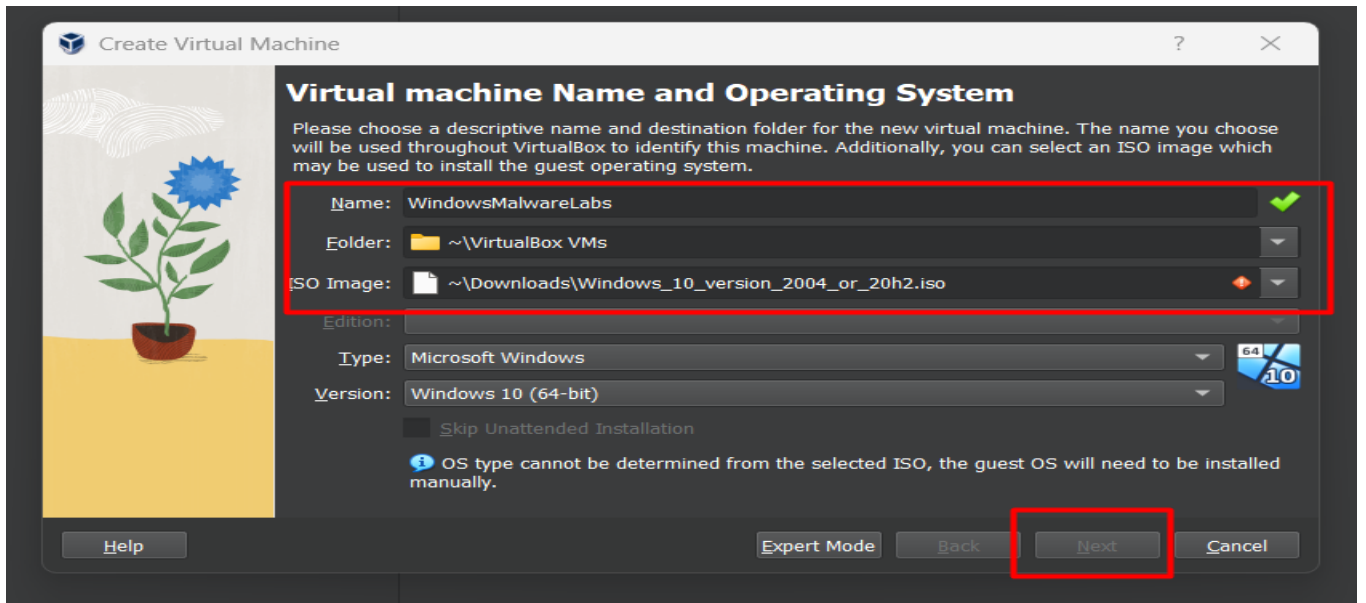 Create Virtual Machine
?
Virtual machine Name and Operating System
Please choose a descriptive name and destination folder for the new virtual machine. The name you choose
will be used throughout VirtualBox to identify this machine. Additionally, you can select an ISO image which
may be used to install the guest operating system.
Name: WindowsMalwareLabs
Folder: ~\VirtualBox VMs
ISO Image: ~\Downloads\Windows_10_version_2004_or_20h2.iso
Edition:
Type: Microsoft Windows
64
10
Version: Windows 10 (64-bit)
Skip Unattended Installation
OS type cannot be determined from the selected ISO, the guest OS will need to be installed
manually.
Help Expert Mode Back Next Cancel